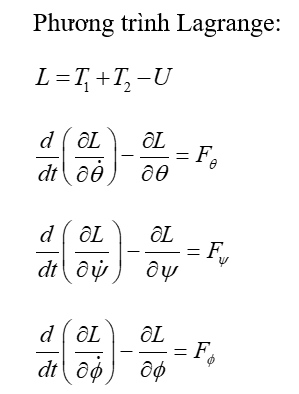 Phương trình Lagrange:
L = T₁ + T₂ − U
d/dt (∂L/∂θ̇) − ∂L/∂θ = F_θ
d/dt (∂L/∂ψ̇) − ∂L/∂ψ = F_ψ
d/dt (∂L/∂ϕ̇) − ∂L/∂ϕ = F_ϕ